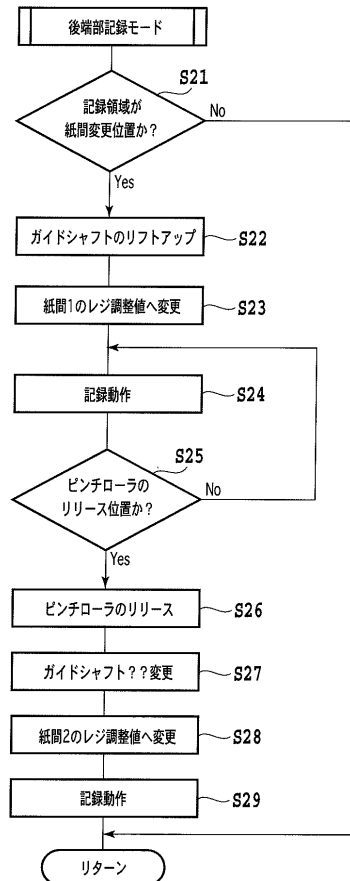 後端部記録モード
S21
記録領域が
紙間変更位置か？
No
Yes
ガイドシャフトのリフトアップ
S22
紙間1のレジ調整値へ変更
S23
記録動作
S24
S25
ピンチローラの
リリース位置か？
No
Yes
ピンチローラのリリース
S26
ガイドシャフト？？変更
S27
紙間2のレジ調整値へ変更
S28
記録動作
S29
リターン